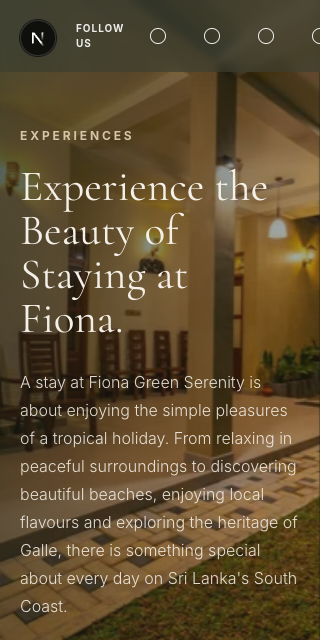 N
FOLLOW
US
EXPERIENCES
Experience the
Beauty of
Staying at
Fiona.
A stay at Fiona Green Serenity is
about enjoying the simple pleasures
of a tropical holiday. From relaxing in
peaceful surroundings to discovering
beautiful beaches, enjoying local
flavours and exploring the heritage of
Galle, there is something special
about every day on Sri Lanka's South
Coast.